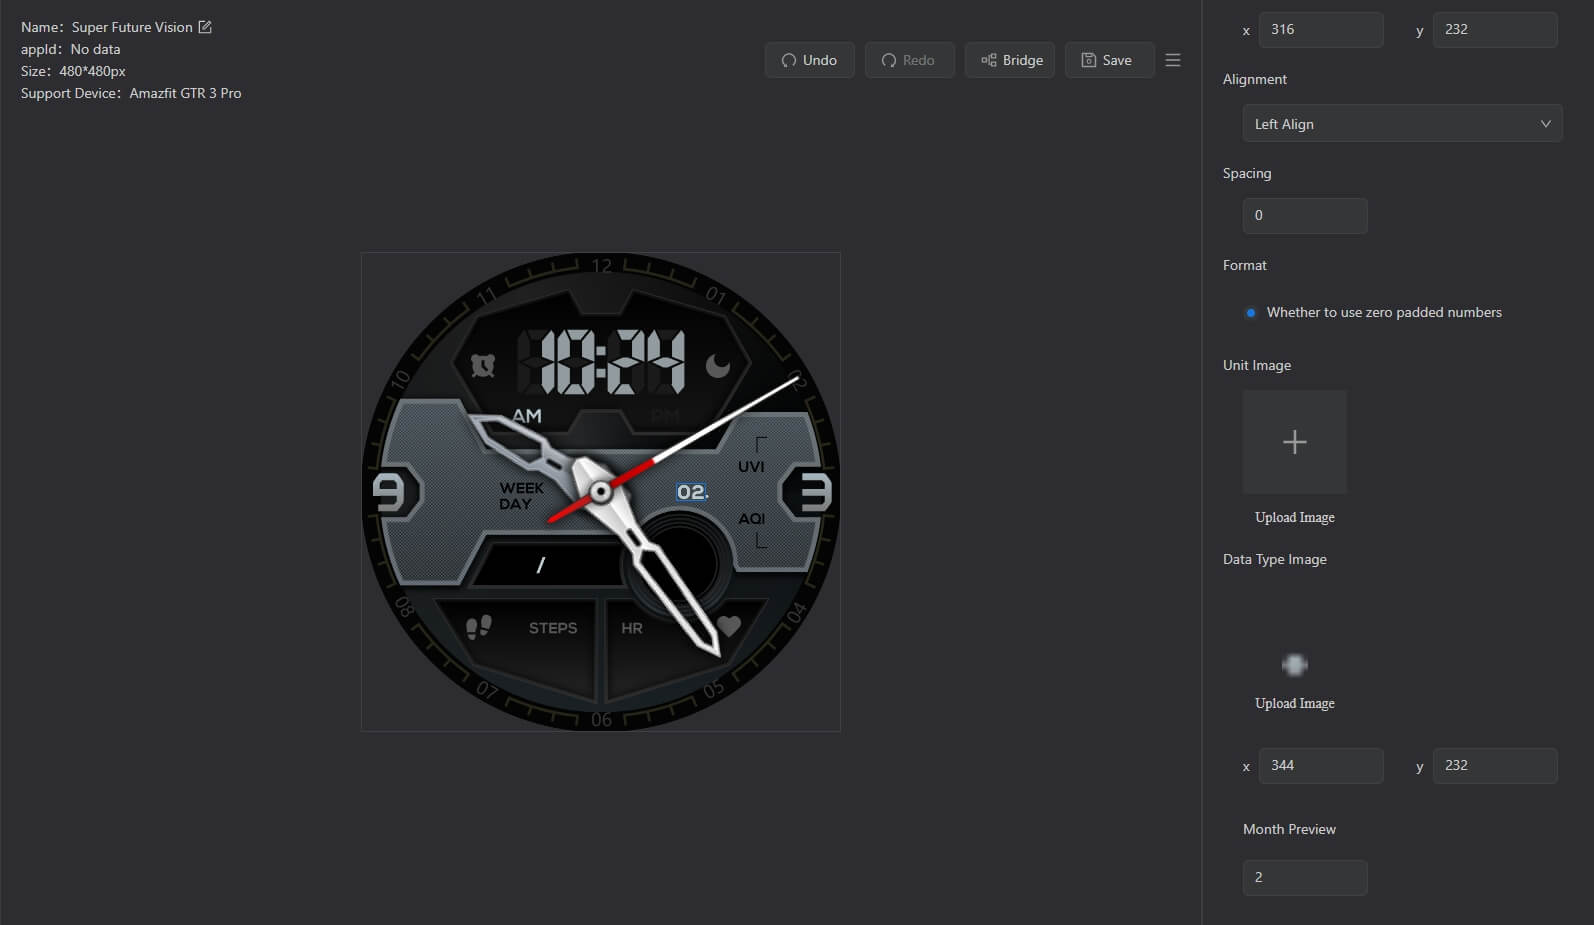 Name： Super Future Vision
appId： No data
Size： 480*480px
Support Device： Amazfit GTR 3 Pro
Undo
Redo
Bridge
Save
12
11
01
10:24
10
02
AM
PM
UVI
9
WEEK
DAY
02.
3
AQI
/
08
04
STEPS
HR
07
05
06
x 316
y 232
Alignment
Left Align
Spacing
0
Format
Whether to use zero padded numbers
Unit Image
Upload Image
Data Type Image
Upload Image
x 344
y 232
Month Preview
2